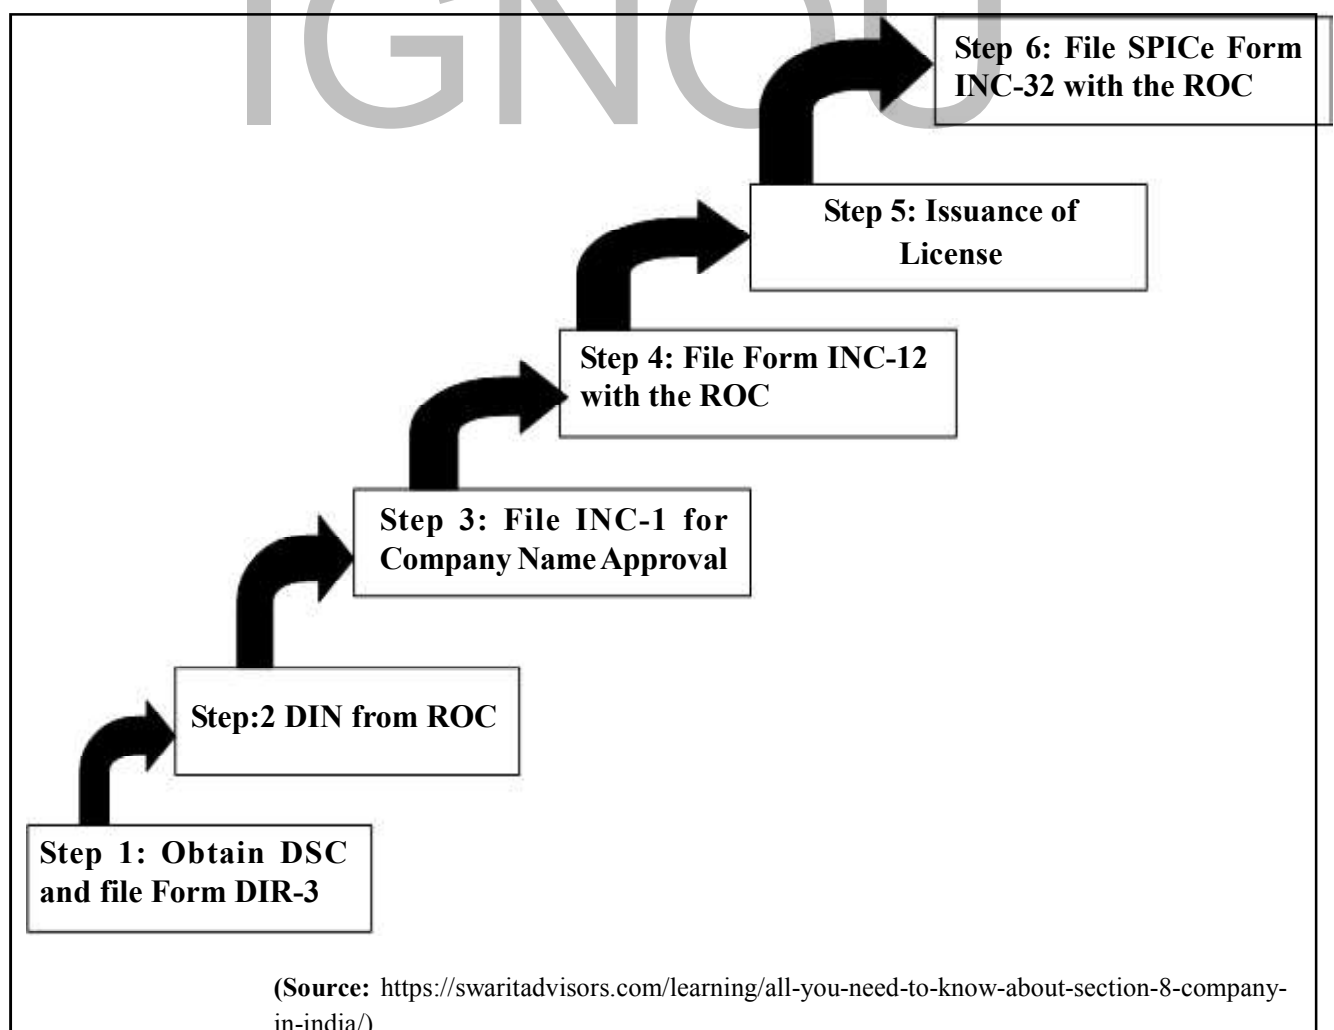 IGNOU
Step 6: File SPICe Form
INC-32 with the ROC
Step 5: Issuance of
License
Step 4: File Form INC-12
with the ROC
Step 3: File INC-1 for
Company Name Approval
Step:2 DIN from ROC
Step 1: Obtain DSC
and file Form DIR-3
(Source: https://swaritadvisors.com/learning/all-you-need-to-know-about-section-8-company-
in-india/)